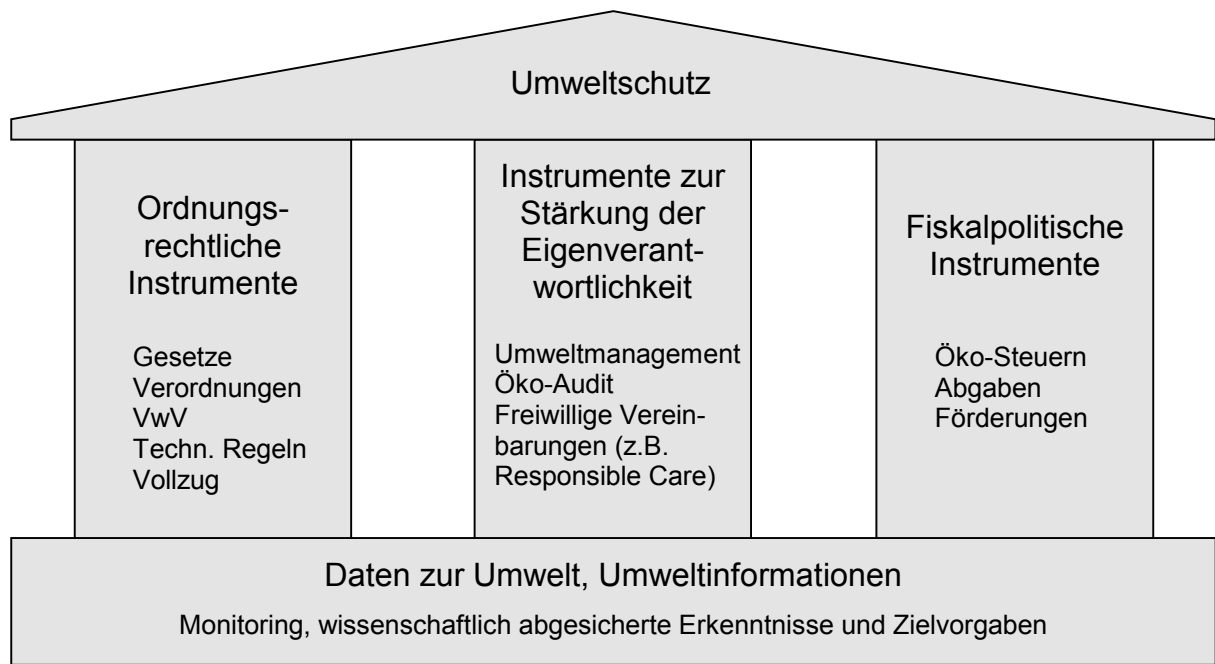 Umweltschutz
Ordnungs-
rechtliche
Instrumente
Gesetze
Verordnungen
VwV
Techn. Regeln
Vollzug
Instrumente zur
Stärkung der
Eigenverant-
wortlichkeit
Umweltmanagement
Öko-Audit
Freiwillige Verein-
barungen (z.B.
Responsible Care)
Fiskalpolitische
Instrumente
Öko-Steuern
Abgaben
Förderungen
Daten zur Umwelt, Umweltinformationen
Monitoring, wissenschaftlich abgesicherte Erkenntnisse und Zielvorgaben